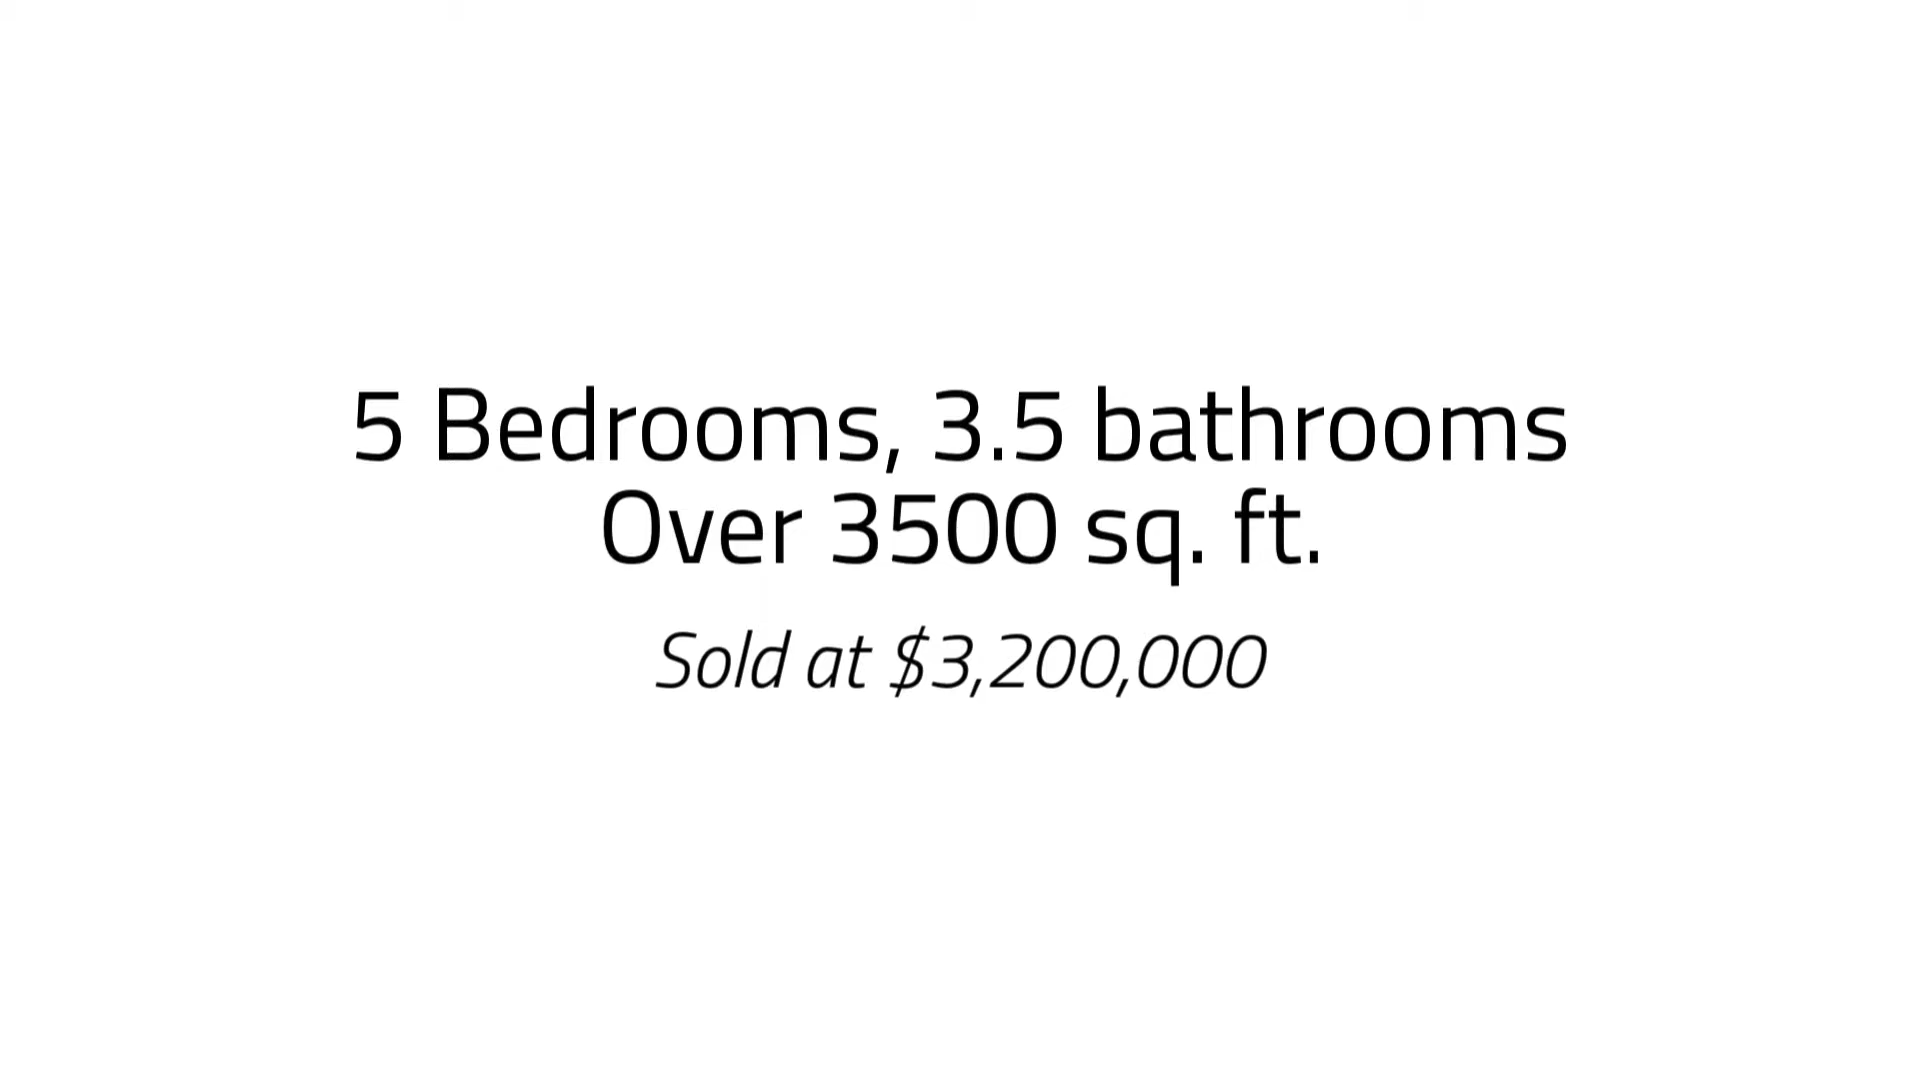 5 Bedrooms, 3.5 bathrooms
Over 3500 sq. ft.
Sold at $3,200,000